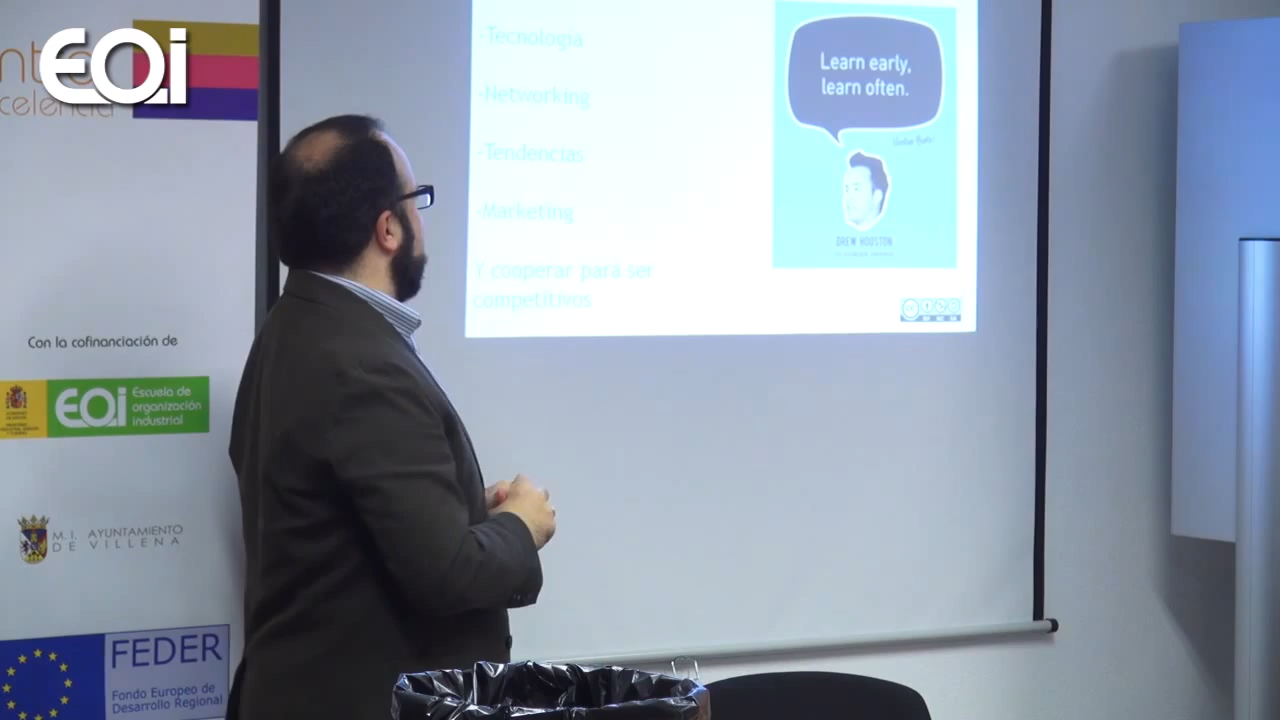 EOi
Con la cofinanciación de
EOi
Escuela de
organización
industrial
M.I. AYUNTAMIENTO
DE VILLENA
FEDER
Fondo Europeo de
Desarrollo Regional
-Tecnología
-Networking
-Tendencias
-Marketing
Y cooperar para ser
competitivos
Learn early,
learn often.
DREW HOUSTON